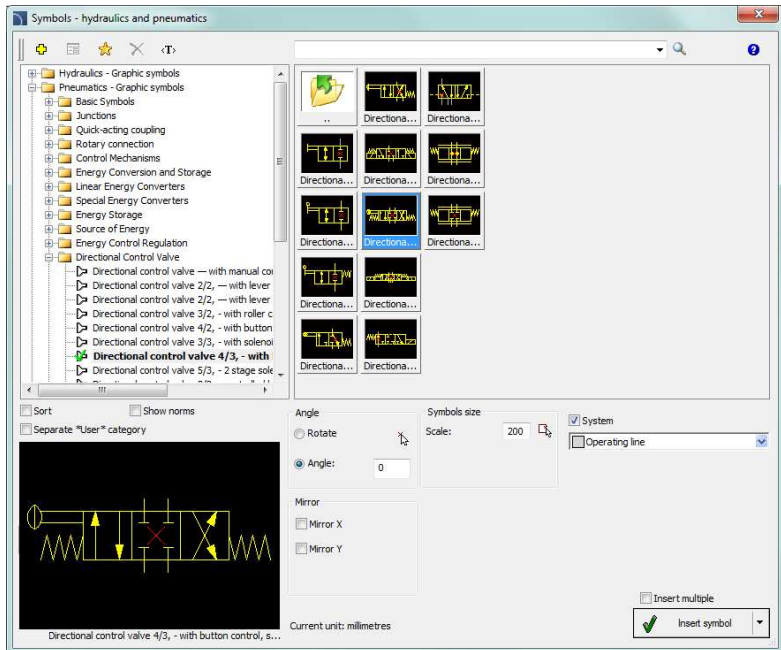 Symbols - hydraulics and pneumatics
<T>
Hydraulics - Graphic symbols
Pneumatics - Graphic symbols
Basic Symbols
Junctions
Quick-acting coupling
Rotary connection
Control Mechanisms
Energy Conversion and Storage
Linear Energy Converters
Special Energy Converters
Energy Storage
Source of Energy
Energy Control Regulation
Directional Control Valve
Directional control valve — with manual con
Directional control valve 2/2, — with lever
Directional control valve 2/2, — with lever
Directional control valve 3/2, - with roller c
Directional control valve 4/2, - with button
Directional control valve 3/3, - with solenoi
Directional control valve 4/3, - with
Directional control valve 5/3, - 2 stage sole
.. Directiona... Directiona...
Directiona... Directiona... Directiona...
Directiona... Directiona... Directiona...
Directiona... Directiona...
Directiona... Directiona...
Sort Show norms
Separate "User" category
Directional control valve 4/3, - with button control, s...
Angle
Rotate
Angle: 0
Mirror
Mirror X
Mirror Y
Symbols size
Scale: 200
System
Operating line
Current unit: milimetres
Insert multiple
Insert symbol